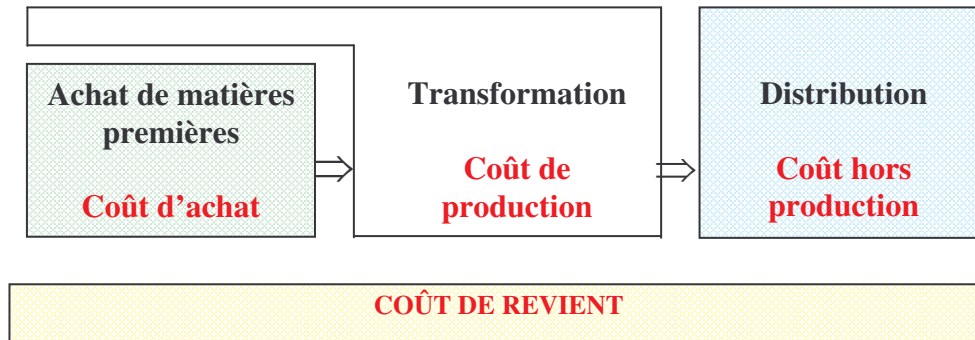 Achat de matières
premières
Coût d’achat
Transformation
Coût de
production
Distribution
Coût hors
production
COÛT DE REVIENT